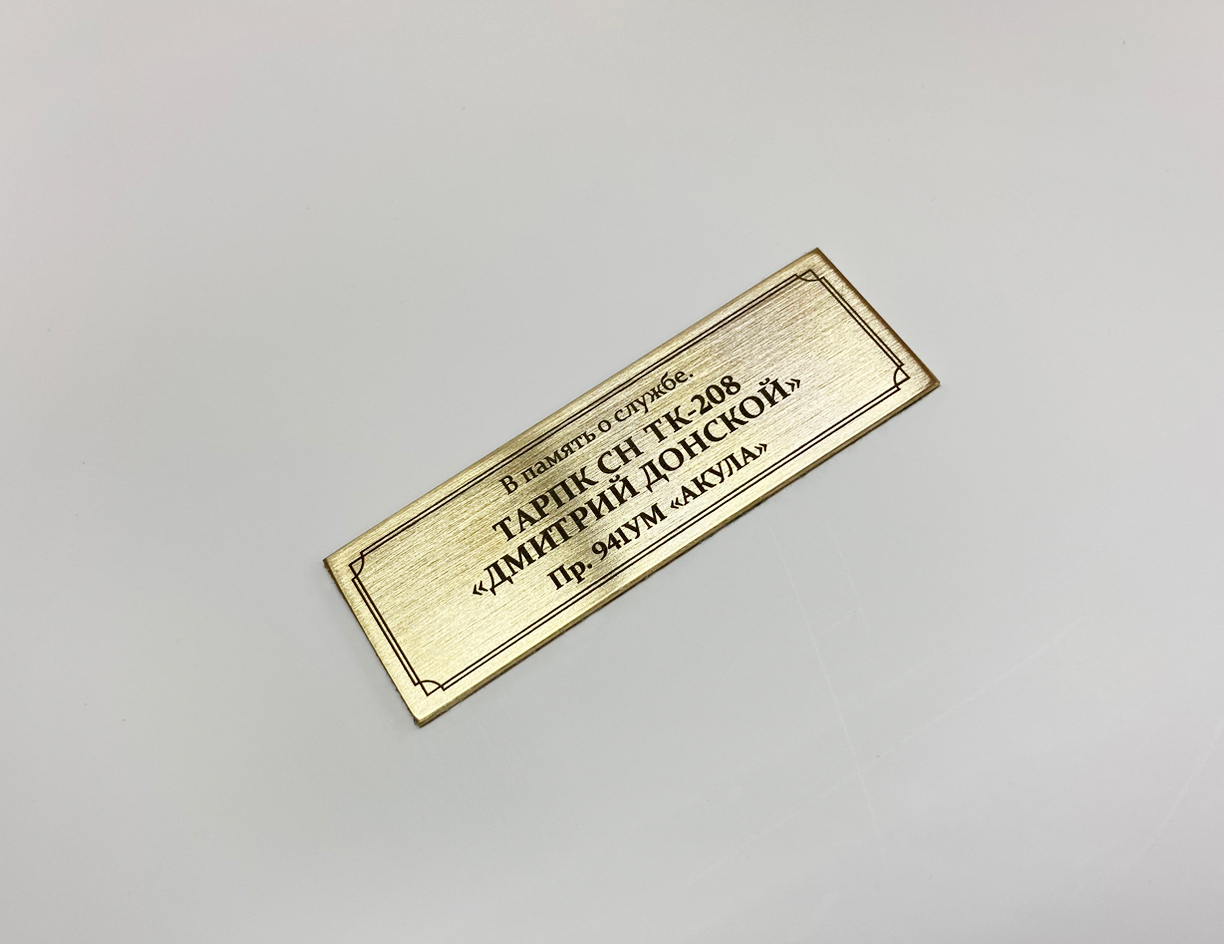 В память о службе.
ТАРПК СН ТК-208
«ДМИТРИЙ ДОНСКОЙ»
Пр. 941УМ «АКУЛА»